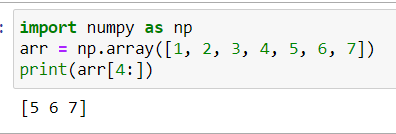 import numpy as np
arr = np.array([1, 2, 3, 4, 5, 6, 7])
print(arr[4:])
[5 6 7]